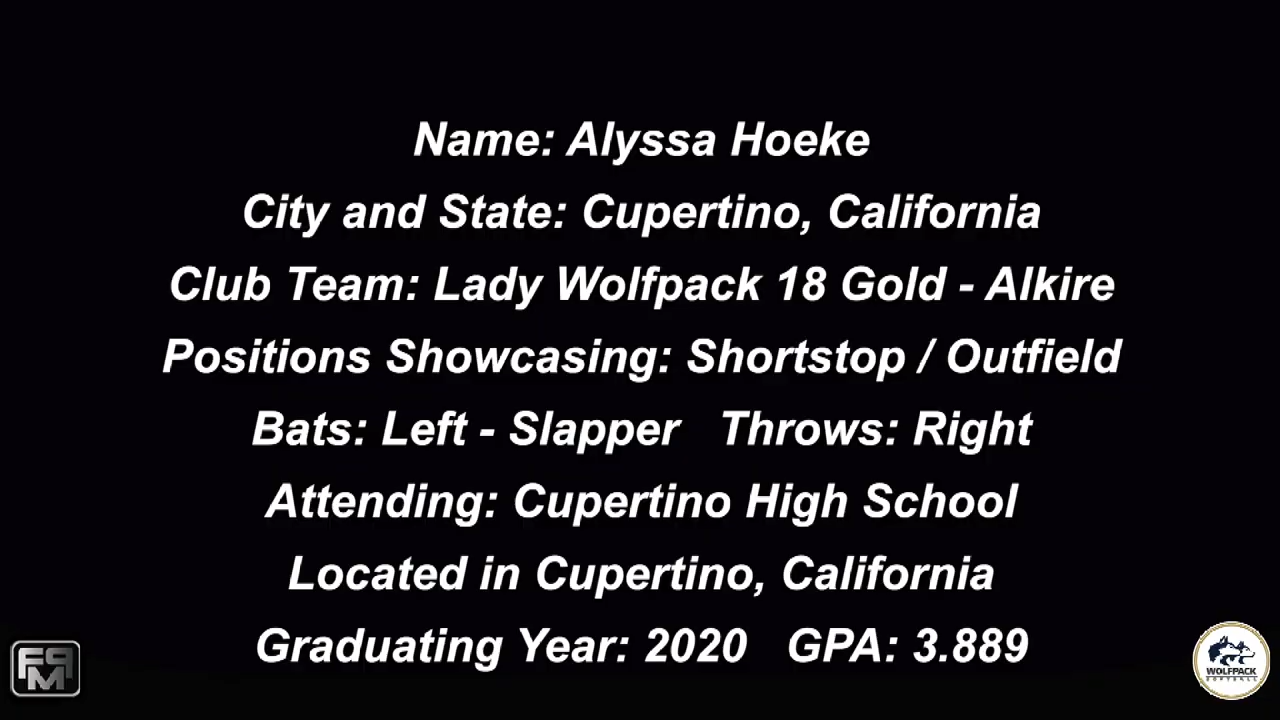 Name: Alyssa Hoeke
City and State: Cupertino, California
Club Team: Lady Wolfpack 18 Gold - Alkire
Positions Showcasing: Shortstop / Outfield
Bats: Left - Slapper   Throws: Right
Attending: Cupertino High School
Located in Cupertino, California
Graduating Year: 2020   GPA: 3.889
FPM
WOLFPACK
SOFTBALL